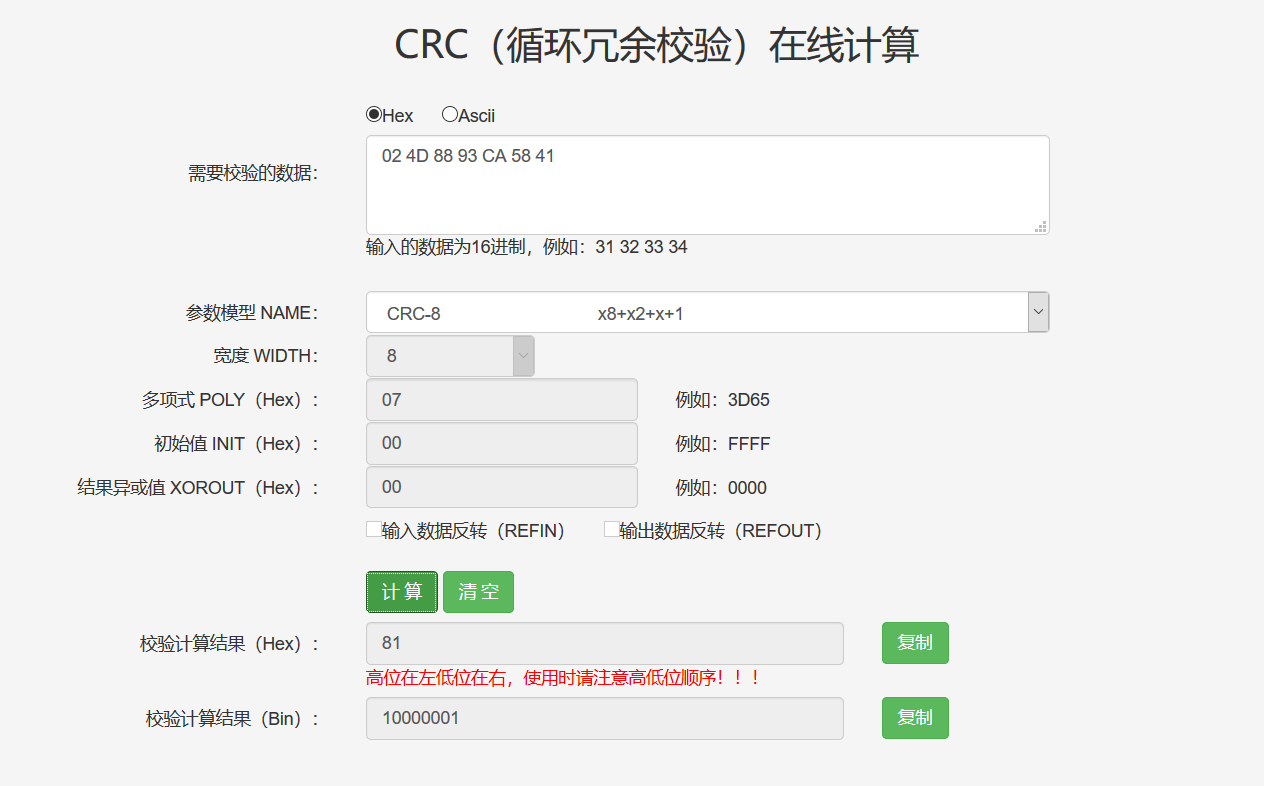 CRC（循环冗余校验）在线计算
Hex Ascii
需要校验的数据： 02 4D 88 93 CA 58 41
输入的数据为16进制，例如：31 32 33 34
参数模型 NAME： CRC-8 x8+x2+x+1
宽度 WIDTH： 8
多项式 POLY（Hex）： 07 例如：3D65
初始值 INIT（Hex）： 00 例如：FFFF
结果异或值 XOROUT（Hex）： 00 例如：0000
输入数据反转（REFIN） 输出数据反转（REFOUT）
计 算 清 空
校验计算结果（Hex）： 81 复制
高位在左低位在右，使用时请注意高低位顺序！！！
校验计算结果（Bin）： 10000001 复制